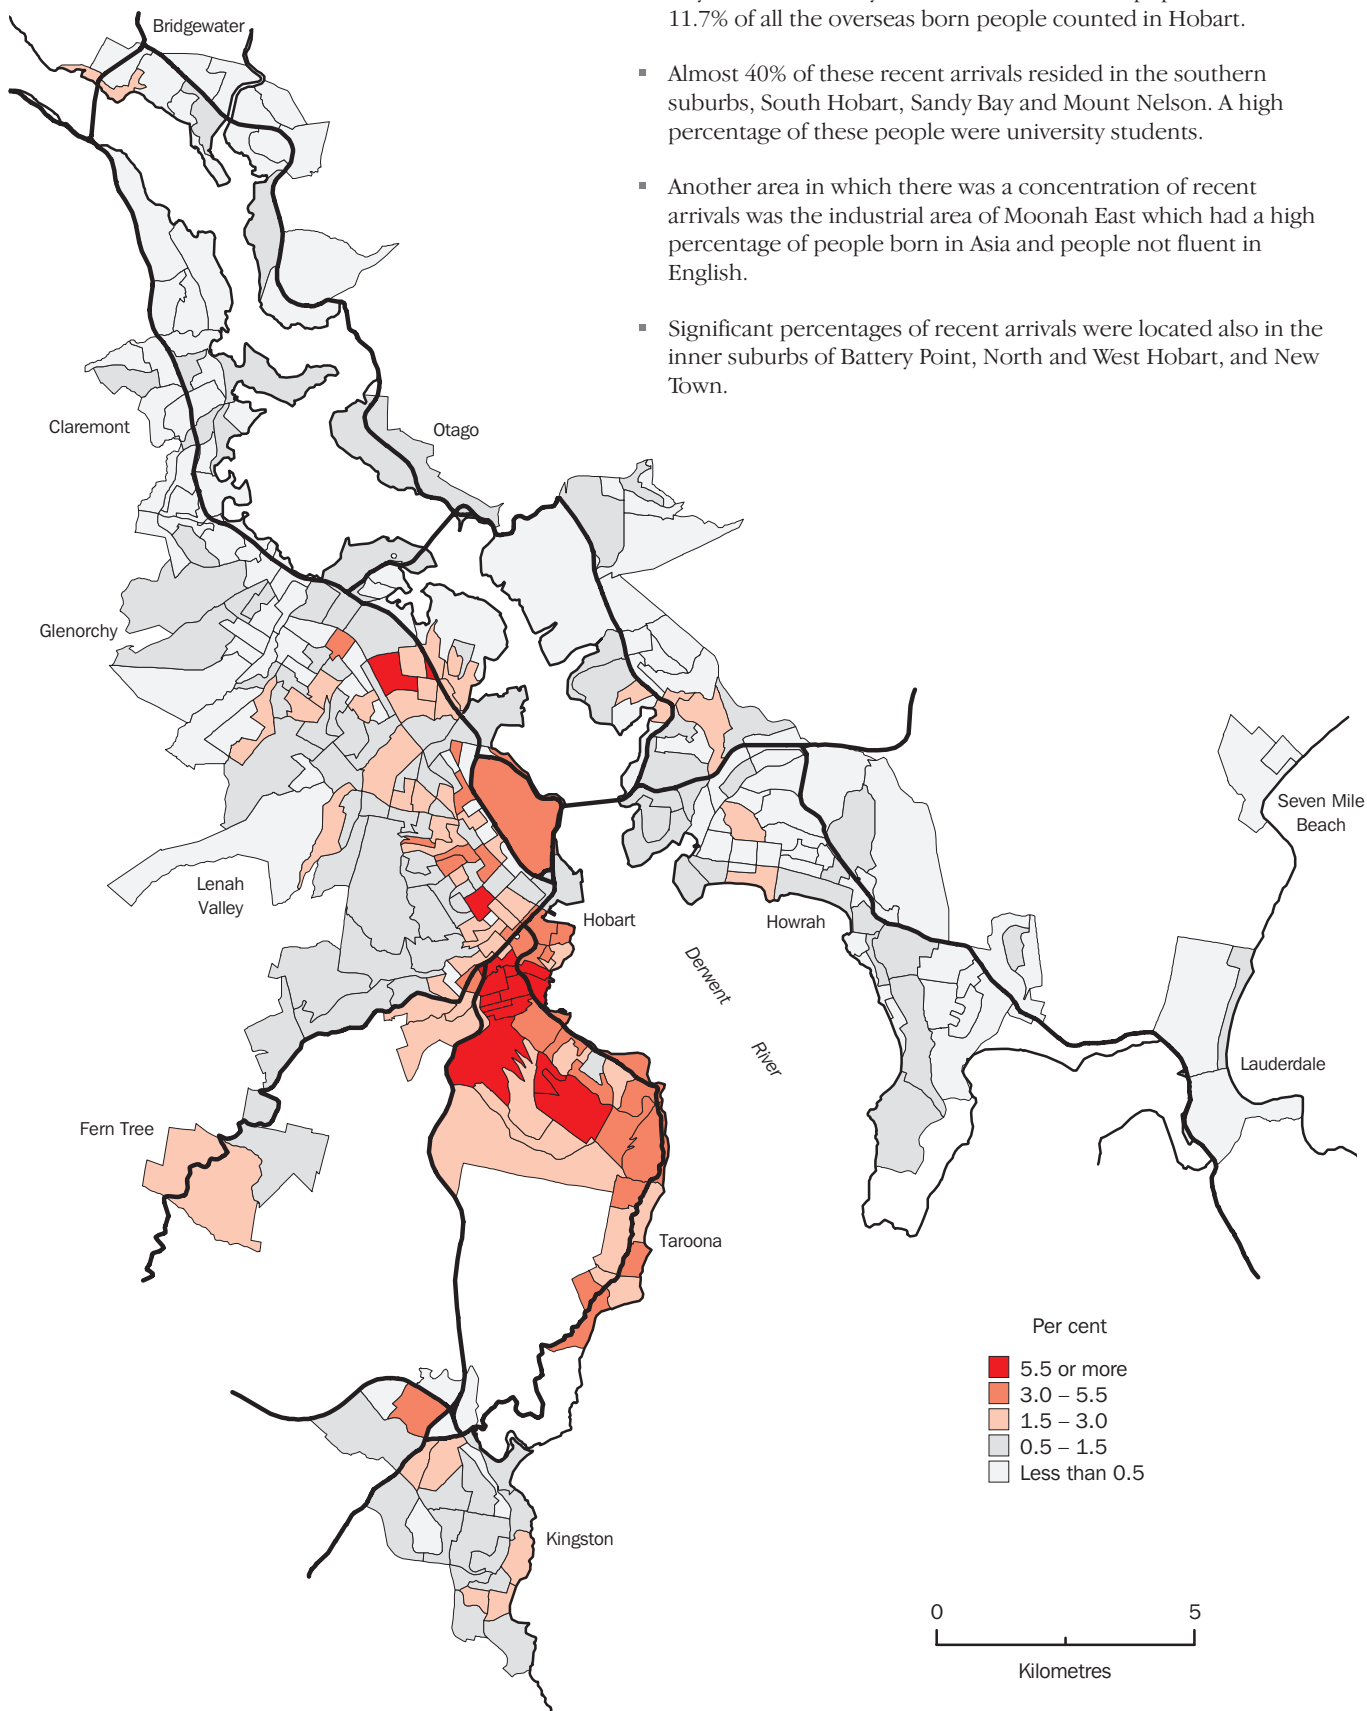 11.7% of all the overseas born people counted in Hobart.
▪ Almost 40% of these recent arrivals resided in the southern
suburbs, South Hobart, Sandy Bay and Mount Nelson. A high
percentage of these people were university students.
▪ Another area in which there was a concentration of recent
arrivals was the industrial area of Moonah East which had a high
percentage of people born in Asia and people not fluent in
English.
▪ Significant percentages of recent arrivals were located also in the
inner suburbs of Battery Point, North and West Hobart, and New
Town.
Bridgewater
Claremont
Otago
Glenorchy
Seven Mile
Beach
Lenah
Valley
Hobart
Howrah
Derwent
River
Lauderdale
Fern Tree
Taroona
Per cent
5.5 or more
3.0 – 5.5
1.5 – 3.0
0.5 – 1.5
Less than 0.5
Kingston
0 5
Kilometres